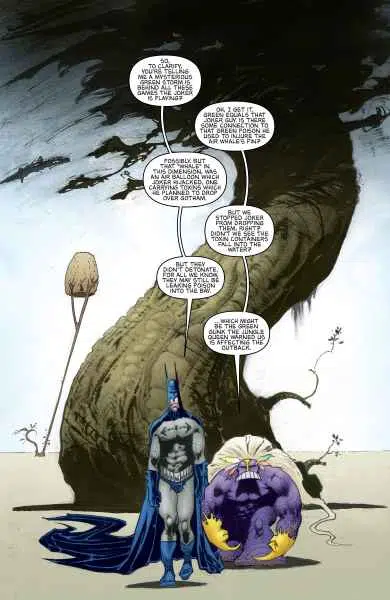 SO,
TO CLARIFY,
YOU'RE TELLING
ME A MYSTERIOUS
GREEN STORM IS
BEHIND ALL THESE
GAMES THE JOKER
IS PLAYING?
OK, I GET IT,
GREEN EQUALS THAT
JOKER GUY. IS THERE
SOME CONNECTION TO
THAT GREEN POISON HE
USED TO INJURE THE
AIR WHALE'S FIN?
POSSIBLY. BUT
THAT "WHALE" IN
THIS DIMENSION, WAS
AN AIR BALLOON WHICH
JOKER HIJACKED, ONE
CARRYING TOXINS WHICH
HE PLANNED TO DROP
OVER GOTHAM.
BUT WE
STOPPED JOKER
FROM DROPPING THEM,
RIGHT? DIDN'T WE SEE THE
TOXIN CONTAINERS
FALL INTO THE
WATER?
BUT THEY
DIDN'T DETONATE.
FOR ALL WE KNOW,
THEY MAY STILL BE
LEAKING POISON
INTO THE BAY.
WHICH MIGHT
BE THE GREEN
GUNK THE JUNGLE
QUEEN WARNED US
IS AFFECTING THE
OUTBACK.